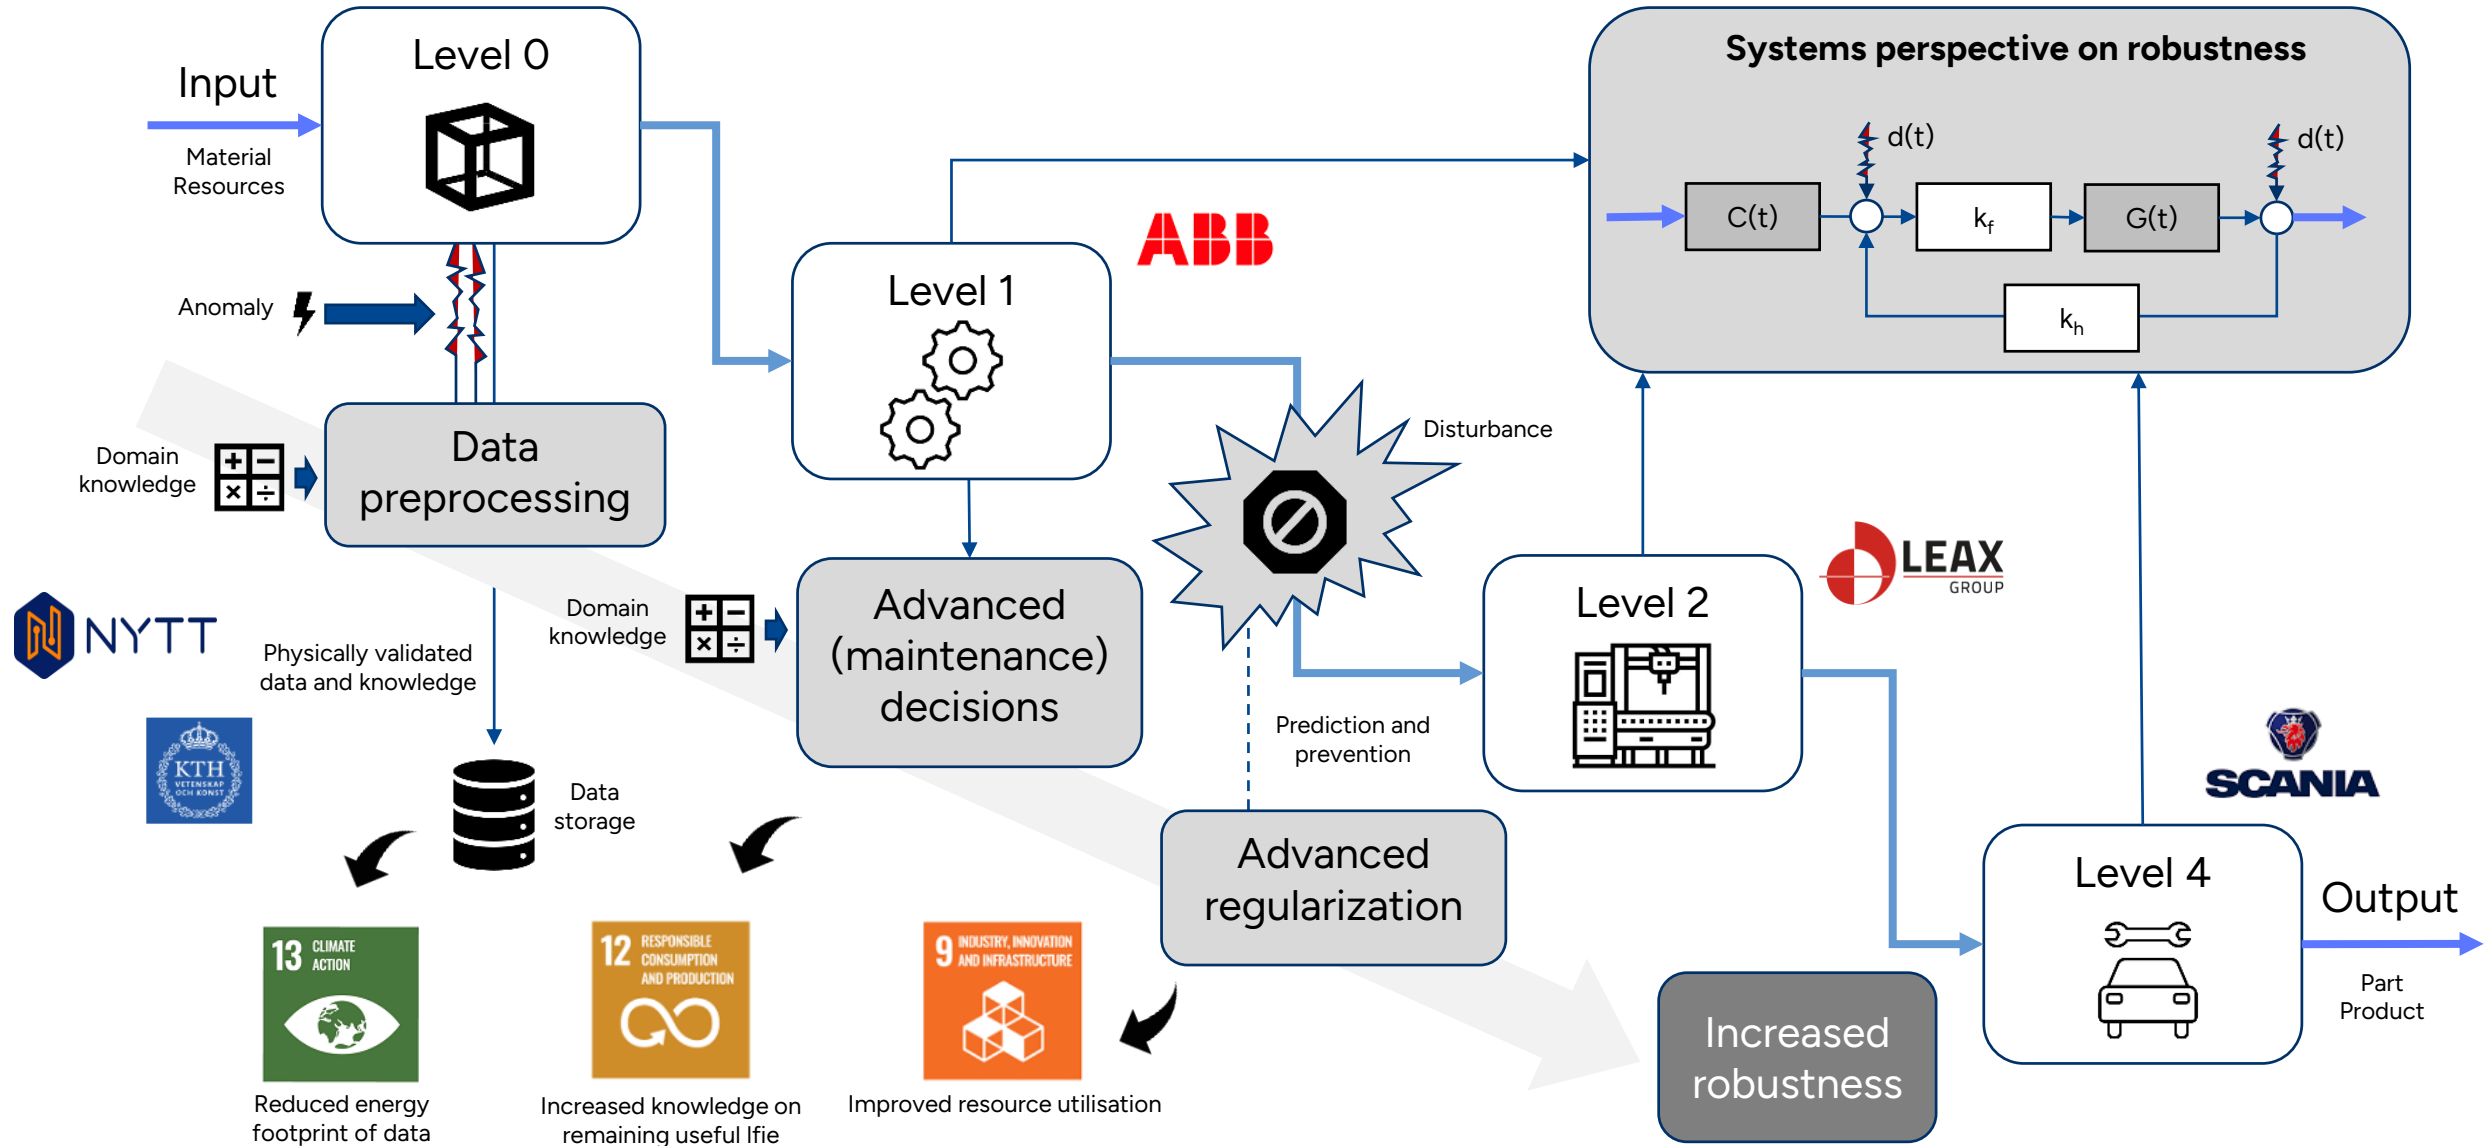 Level 0
Input
Material
Resources
Systems perspective on robustness
d(t)
d(t)
C(t)
kf
G(t)
kh
ABB
Level 1
Anomaly
Disturbance
Domain
knowledge
Data
preprocessing
LEAX
GROUP
Level 2
Advanced
(maintenance)
decisions
Domain
knowledge
NYTT
Physically validated
data and knowledge
Prediction and
prevention
KTH
VETENSKAP
OCH KONST
SCANIA
Data
storage
Advanced
regularization
Level 4
Output
Part
Product
13 CLIMATE
ACTION
12 RESPONSIBLE
CONSUMPTION
AND PRODUCTION
9 INDUSTRY, INNOVATION
AND INFRASTRUCTURE
Increased
robustness
Reduced energy
footprint of data
Increased knowledge on
remaining useful lfie
Improved resource utilisation